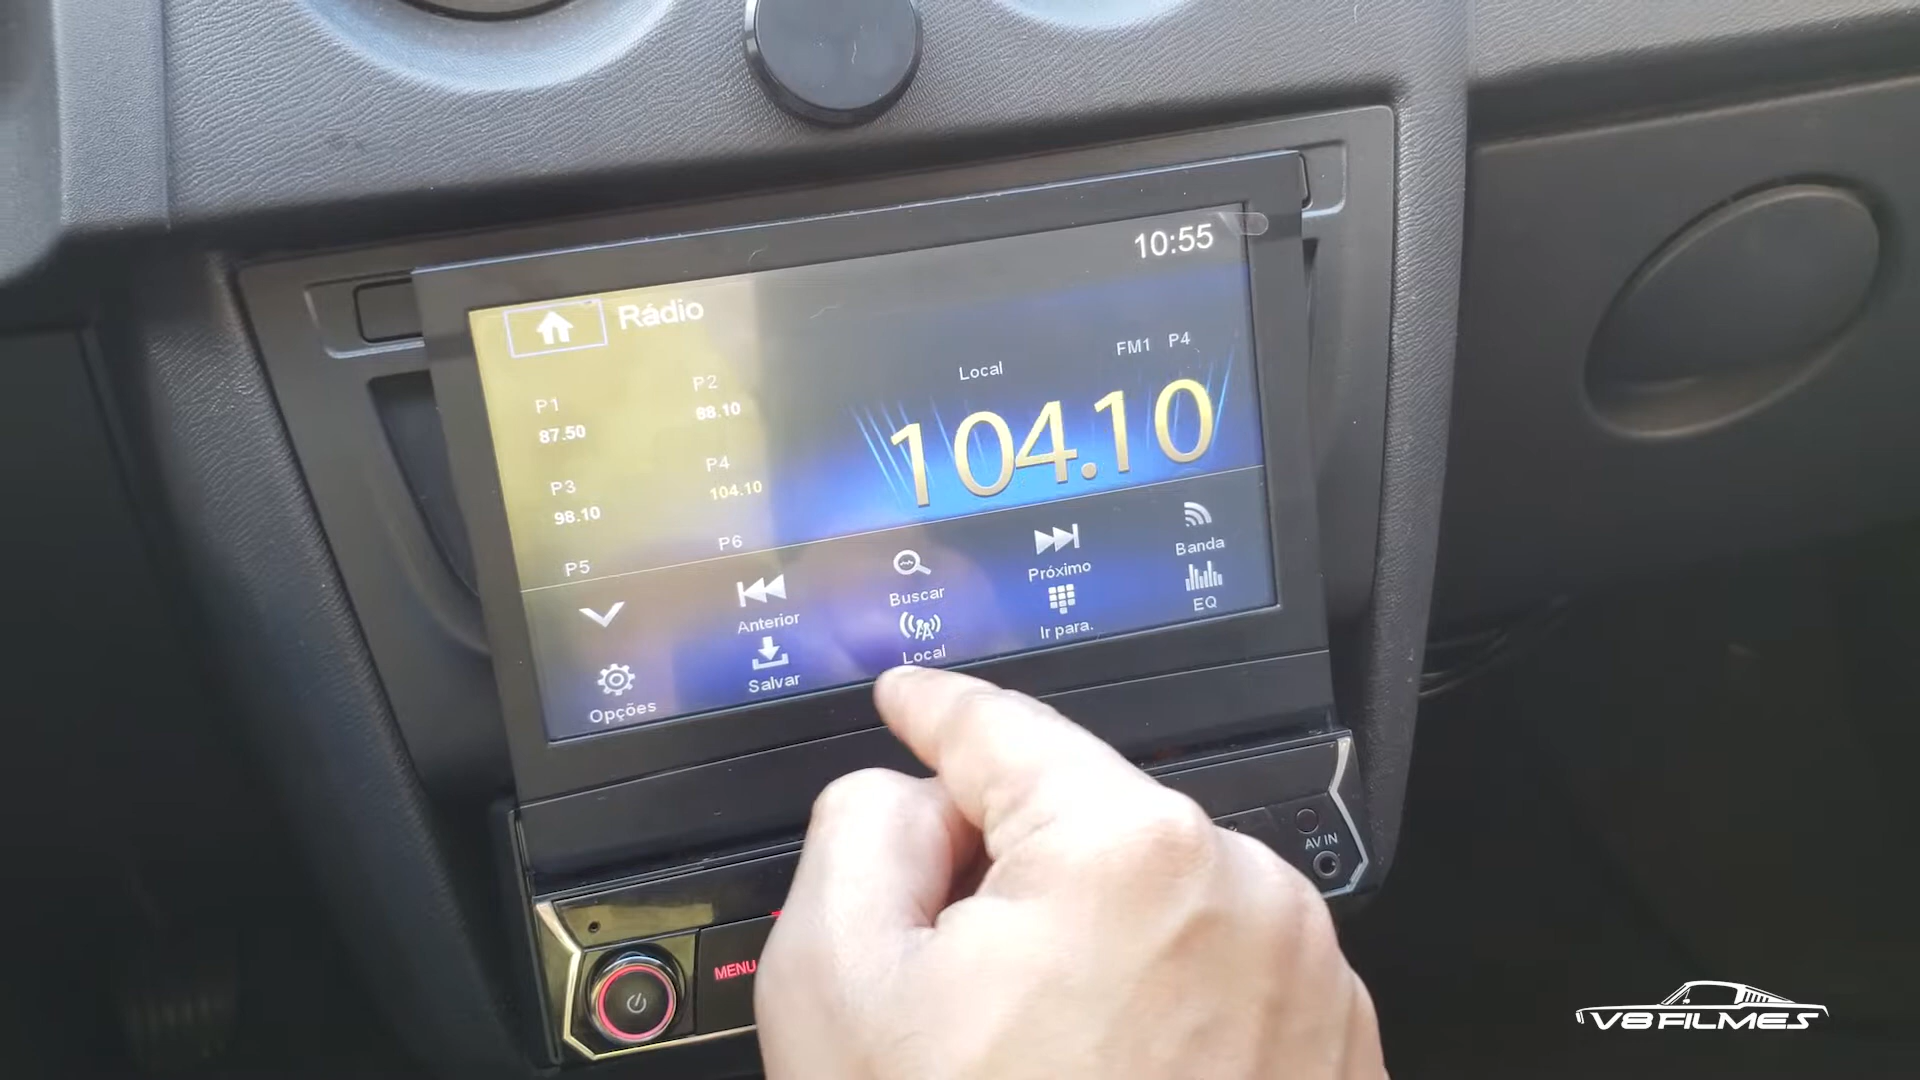 10:55
Rádio
FM1 P4
Local
104.10
P1
87.50
P2
88.10
P3
98.10
P4
104.10
P5
P6
Anterior
Buscar
Próximo
Banda
Opções
Salvar
Local
Ir para.
EQ
AV IN
MENU
V8 FILMES